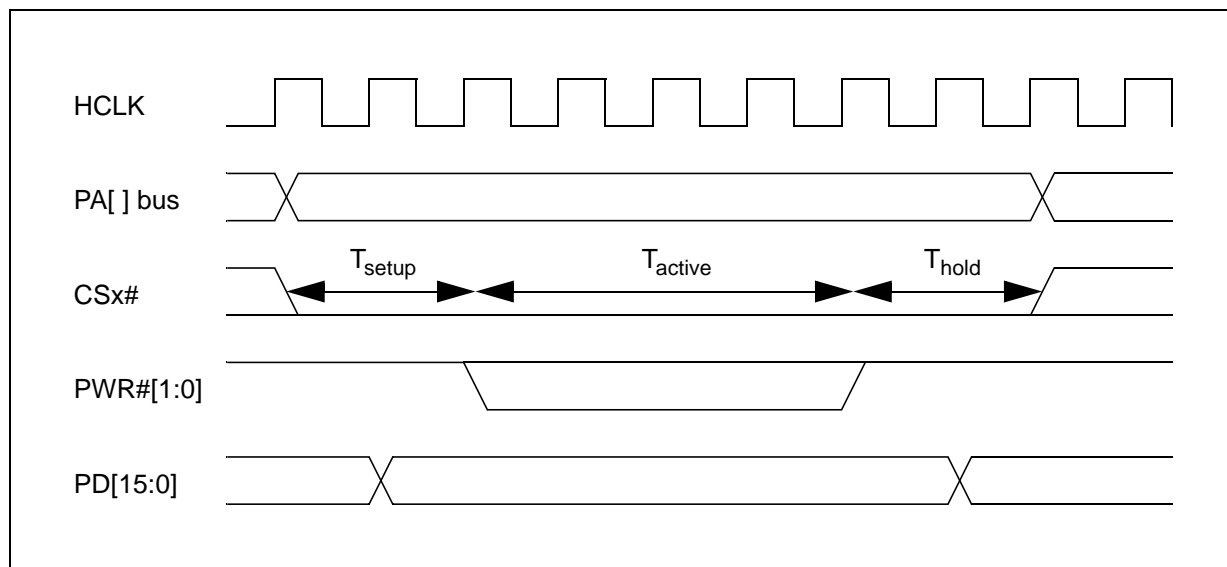 HCLK
PA[ ] bus
Tsetup Tactive Thold
CSx#
PWR#[1:0]
PD[15:0]